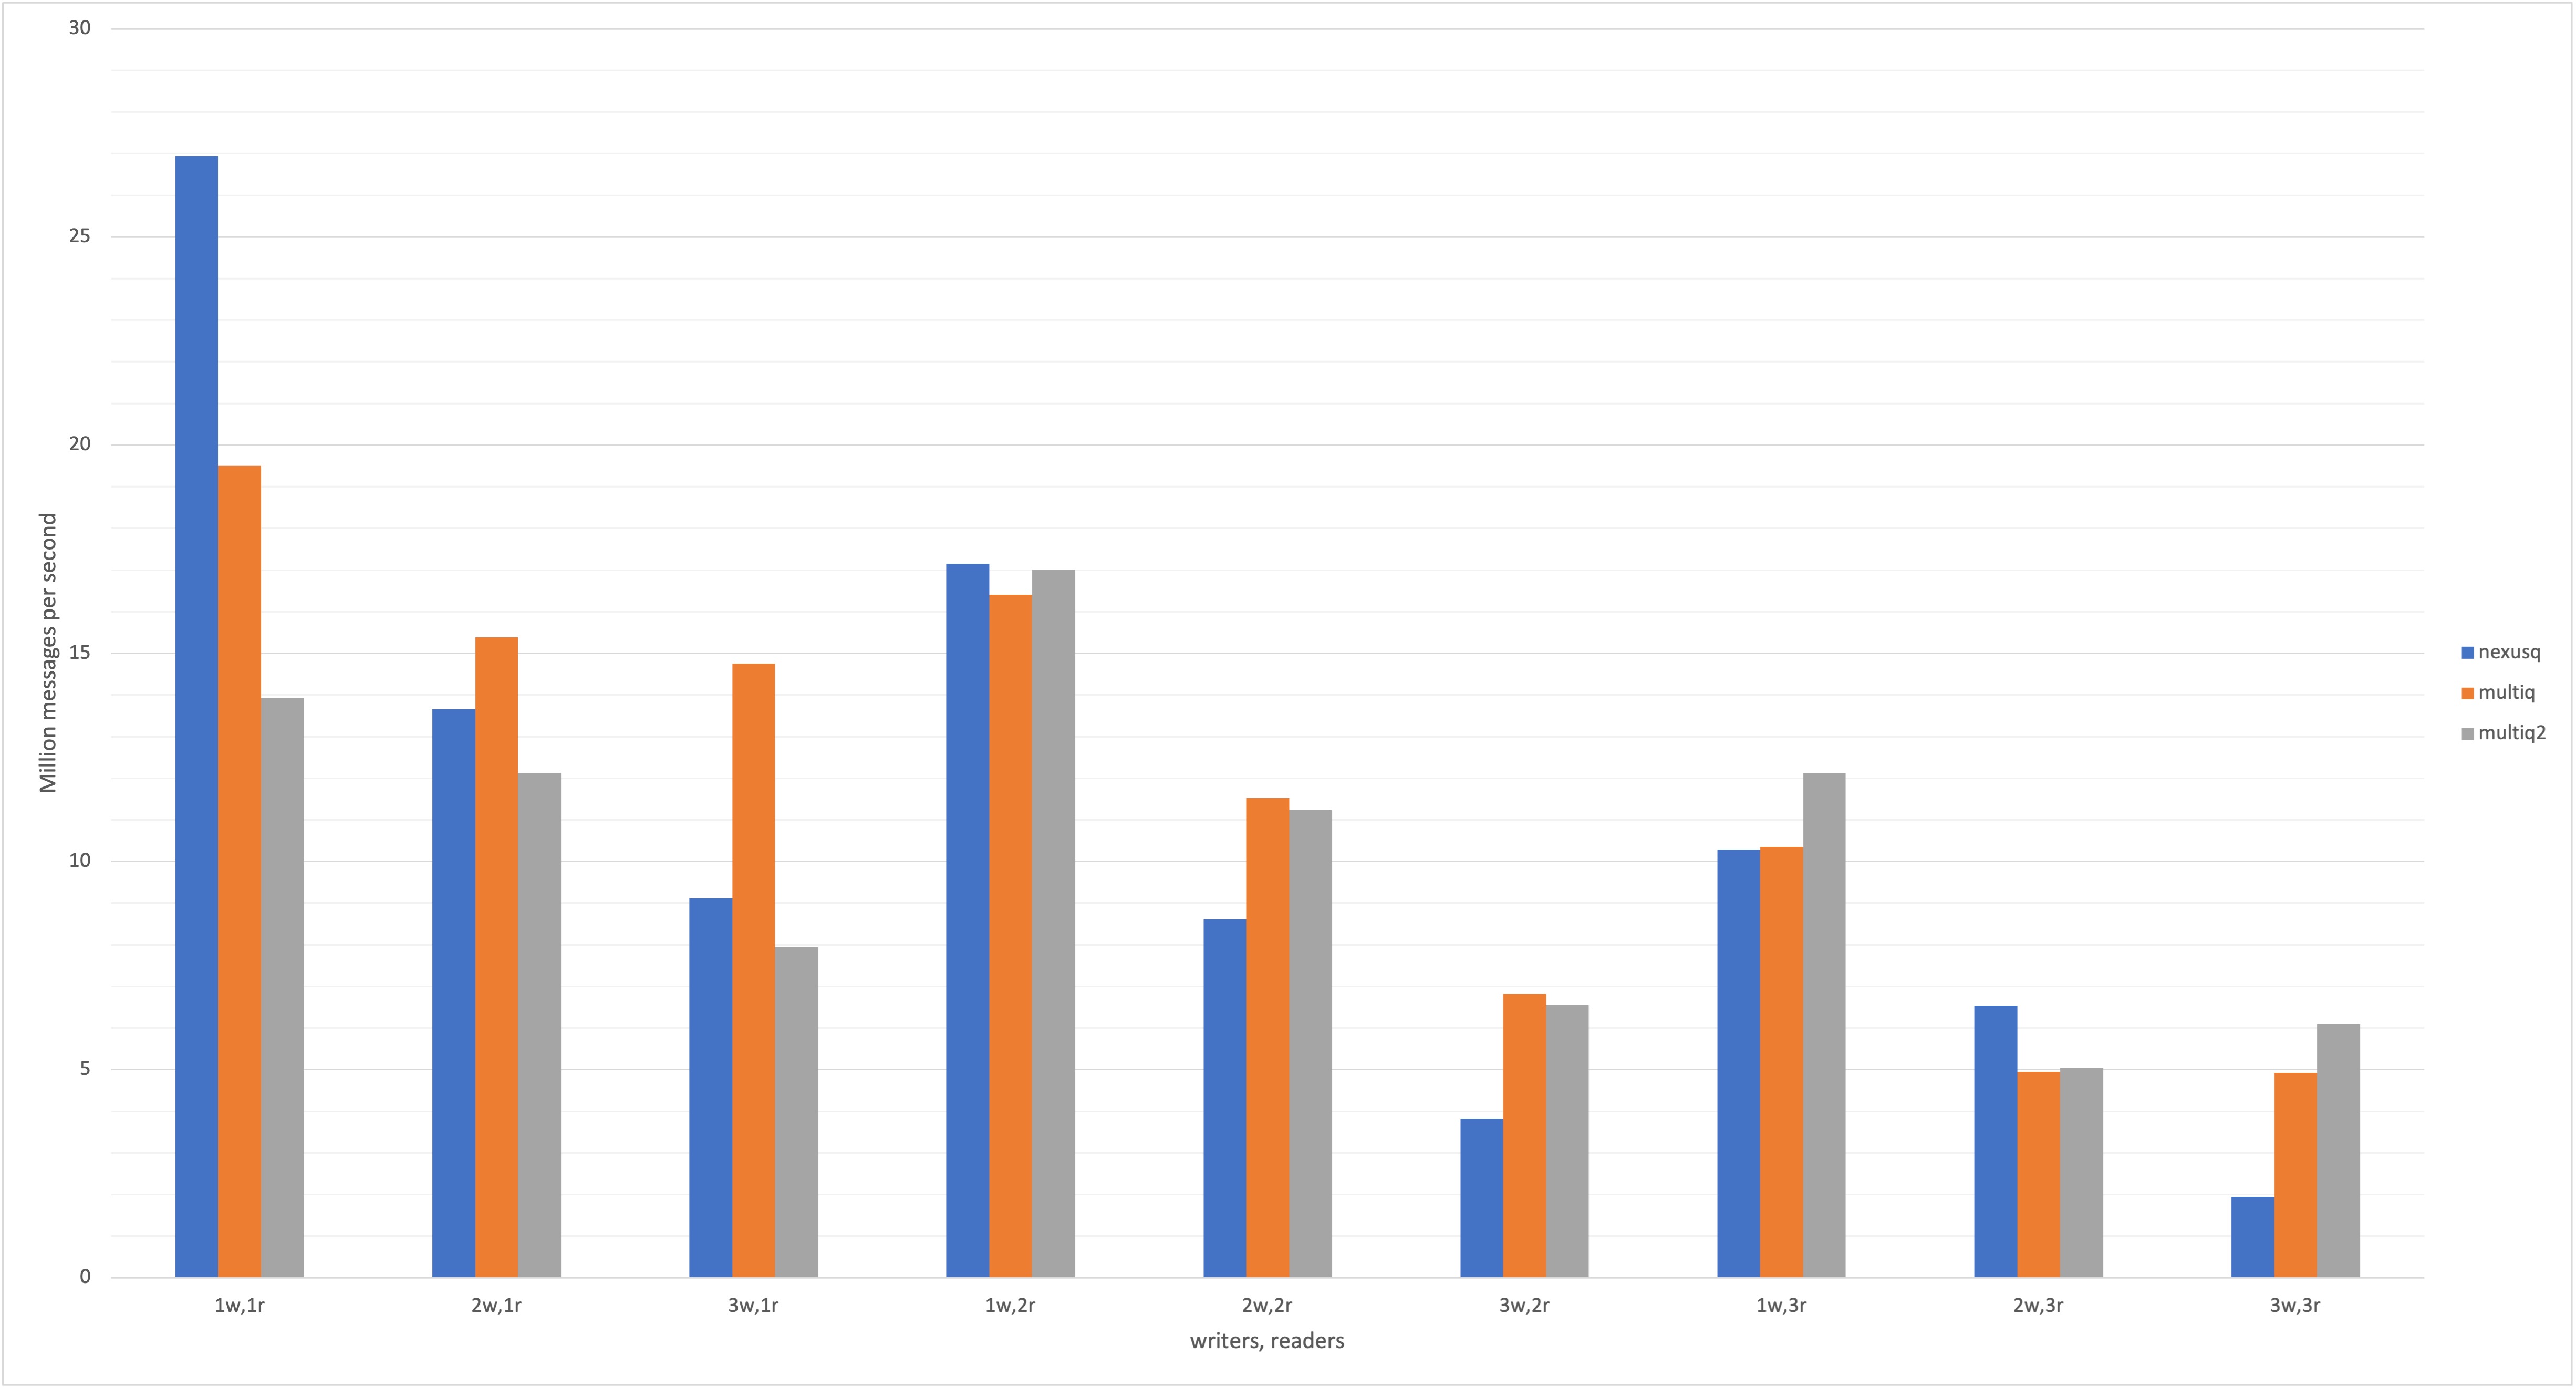 30
25
20
15
10
5
0
Million messages per second
1w,1r
2w,1r
3w,1r
1w,2r
2w,2r
3w,2r
1w,3r
2w,3r
3w,3r
writers, readers
nexusq
multiq
multiq2